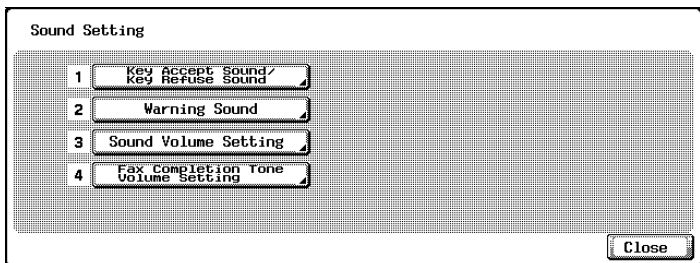 Sound Setting
1 Key Accept Sound/
Key Refuse Sound
2 Warning Sound
3 Sound Volume Setting
4 Fax Completion Tone
Volume Setting
Close